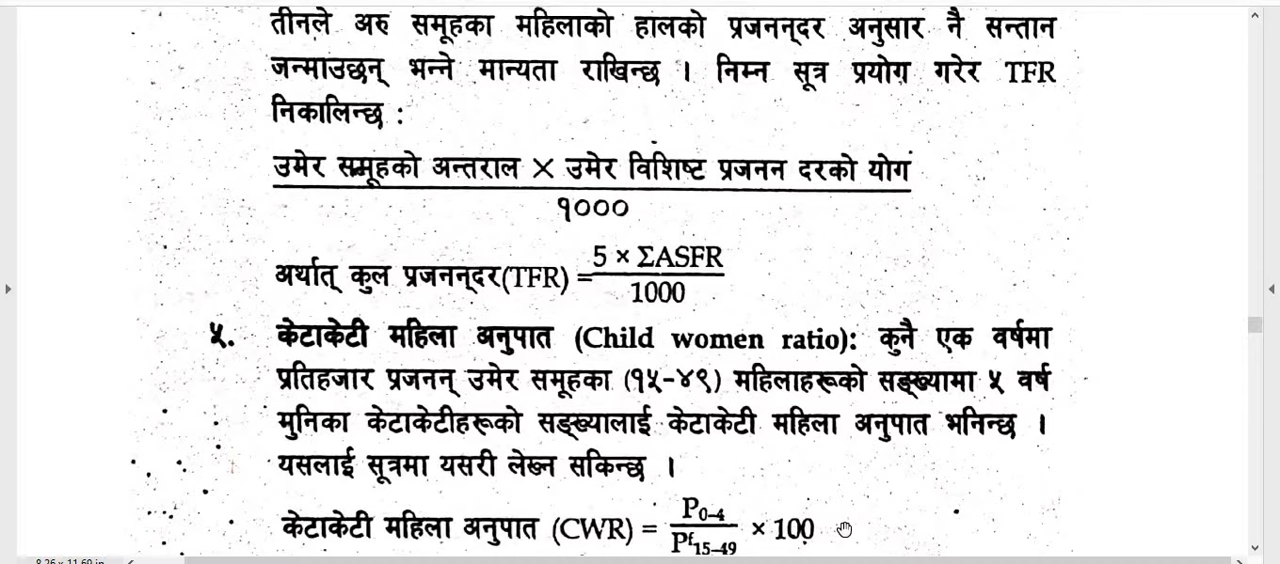 तीनले अरु समूहका महिलाको हालको प्रजनन्दर अनुसार नै सन्तान
जन्माउछन् भन्ने मान्यता राखिन्छ । निम्न सूत्र प्रयोग गरेर TFR
निकालिन्छ :
उमेर समूहको अन्तराल × उमेर विशिष्ट प्रजनन दरको योग
१०००
अर्थात् कुल प्रजनन्दर(TFR) = 5 × ΣASFR
1000
५. केटाकेटी महिला अनुपात (Child women ratio): कुनै एक वर्षमा
प्रतिहजार प्रजनन् उमेर समूहका (१५-४९) महिलाहरूको सङ्ख्यामा ५ वर्ष
मुनिका केटाकेटीहरूको सङ्ख्यालाई केटाकेटी महिला अनुपात भनिन्छ ।
यसलाई सूत्रमा यसरी लेख्न सकिन्छ ।
केटाकेटी महिला अनुपात (CWR) = P0–4 × 100
Pf15–49